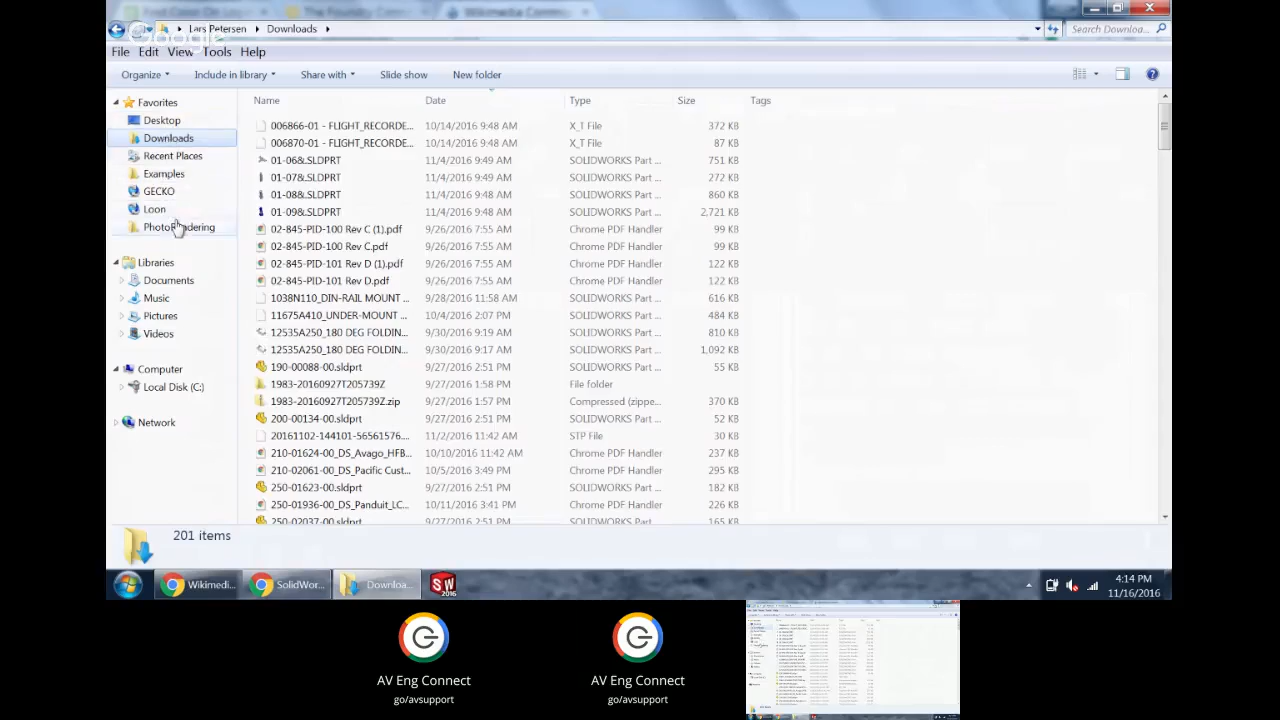 Lars Petersen Downloads Search Downloa...
File Edit View Tools Help
Organize Include in library Share with Slide show New folder
Name Date Type Size Tags
Favorites
Desktop
Downloads
Recent Places
Examples
GECKO
Loon
PhotoRendering
Libraries
Documents
Music
Pictures
Videos
Computer
Local Disk (C:)
Network
006866-01 - FLIGHT_RECORDE... 10/14/2016 9:48 AM X_T File 372 KB
006870-01 - FLIGHT_RECORDE... 10/14/2016 9:48 AM X_T File 87 KB
01-06&l.SLDPRT 11/4/2016 9:49 AM SOLIDWORKS Part ... 751 KB
01-07&l.SLDPRT 11/4/2016 9:49 AM SOLIDWORKS Part ... 272 KB
01-08&l.SLDPRT 11/4/2016 9:48 AM SOLIDWORKS Part ... 860 KB
01-09&l.SLDPRT 11/4/2016 9:48 AM SOLIDWORKS Part ... 2,721 KB
02-845-PID-100 Rev C (1).pdf 9/26/2016 7:55 AM Chrome PDF Handler 99 KB
02-845-PID-100 Rev C.pdf 9/26/2016 7:55 AM Chrome PDF Handler 99 KB
02-845-PID-101 Rev D (1).pdf 9/26/2016 7:55 AM Chrome PDF Handler 122 KB
02-845-PID-101 Rev D.pdf 9/26/2016 7:55 AM Chrome PDF Handler 122 KB
1038N110_DIN-RAIL MOUNT ... 9/28/2016 11:58 AM SOLIDWORKS Part ... 616 KB
11675A410_UNDER-MOUNT ... 10/4/2016 2:07 PM SOLIDWORKS Part ... 484 KB
12535A250_180 DEG FOLDIN... 9/30/2016 9:19 AM SOLIDWORKS Part ... 810 KB
12535A250_180 DEG FOLDIN... 9/30/2016 9:17 AM SOLIDWORKS Part ... 1,092 KB
190-00088-00.sldprt 9/27/2016 2:51 PM SOLIDWORKS Part ... 55 KB
1983-20160927T205739Z 9/27/2016 1:58 PM File folder
1983-20160927T205739Z.zip 9/27/2016 1:57 PM Compressed (zippe... 370 KB
200-00134-00.sldprt 9/27/2016 2:51 PM SOLIDWORKS Part ... 52 KB
20161102-144101-56561576.... 11/2/2016 11:42 AM STP File 30 KB
210-01624-00_DS_Avago_HFB... 10/10/2016 11:42 AM Chrome PDF Handler 237 KB
210-02061-00_DS_Pacific Cust... 10/5/2016 3:49 PM Chrome PDF Handler 295 KB
250-01623-00.sldprt 9/27/2016 2:51 PM SOLIDWORKS Part ... 182 KB
250-01936-00_DS_Panduit_LC... 10/11/2016 3:41 PM Chrome PDF Handler 226 KB
250-02037-00.sldprt 9/27/2016 2:51 PM SOLIDWORKS Part ... 165 KB
201 items
Wikimedi... SolidWor... Downloa... SW 2016
4:14 PM
11/16/2016
A/V Eng Connect
Eng Connect
avsupport